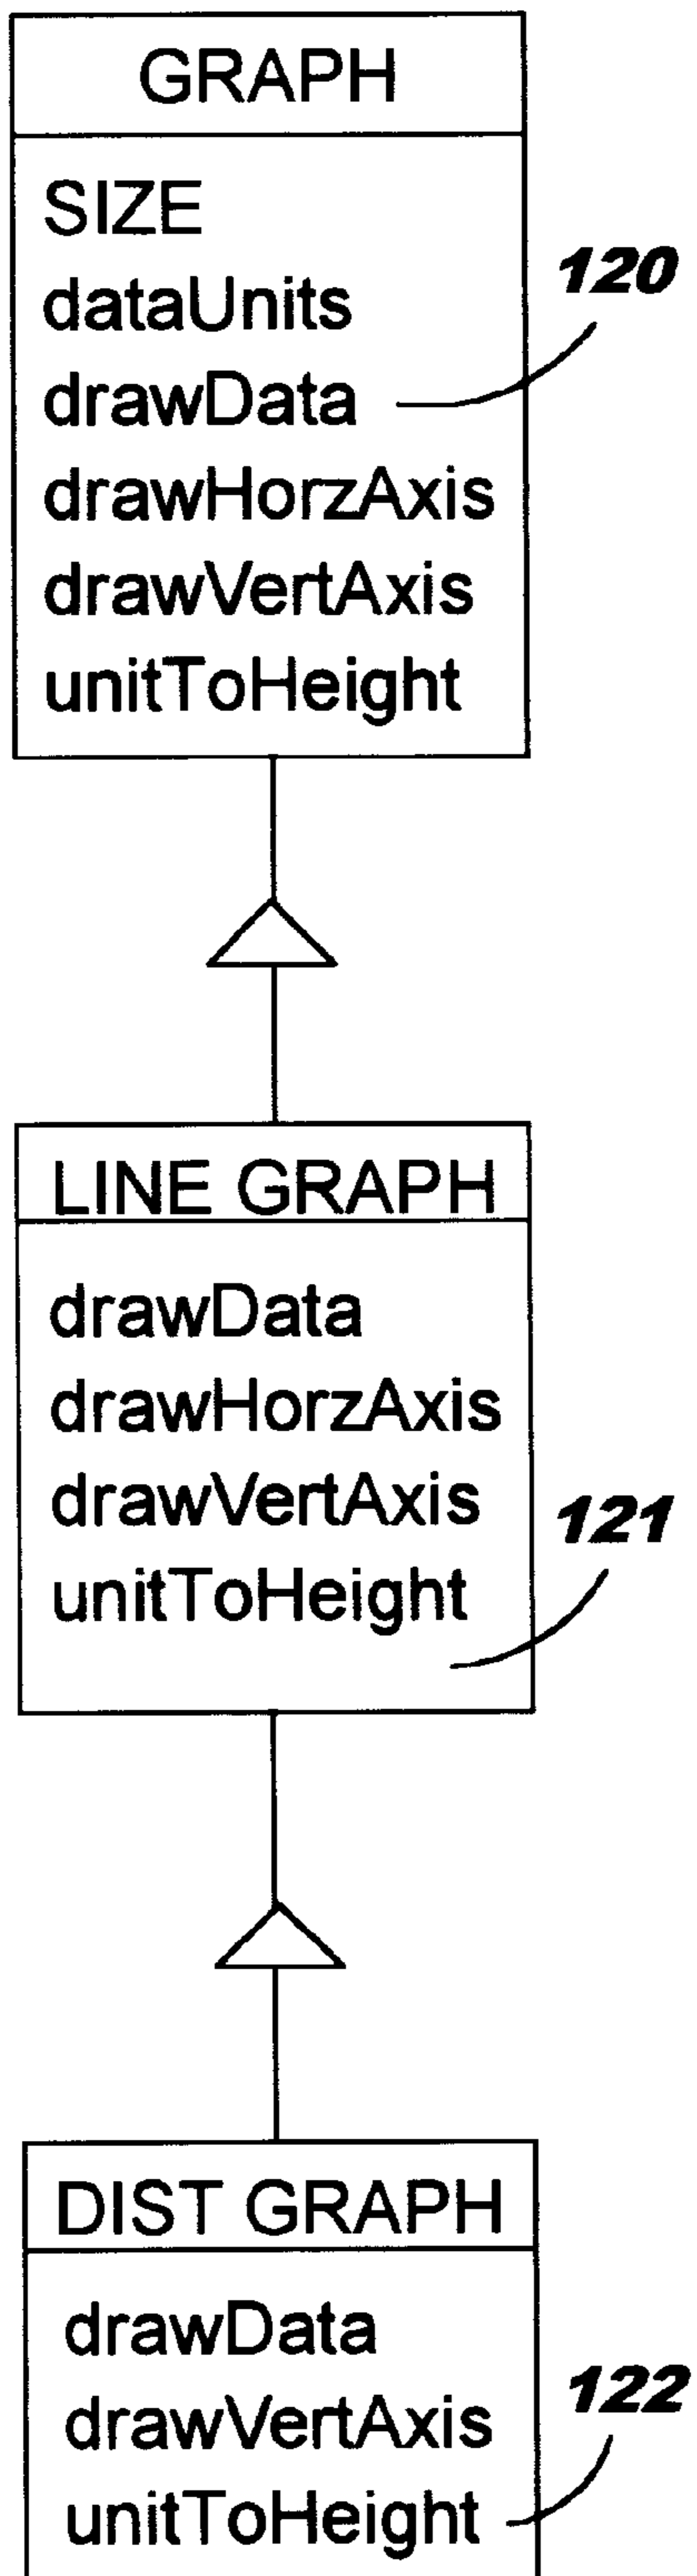 GRAPH
SIZE
120
dataUnits
drawData
drawHorzAxis
drawVertAxis
unitToHeight
LINE GRAPH
drawData
drawHorzAxis
drawVertAxis
121
unitToHeight
DIST GRAPH
drawData
122
drawVertAxis
unitToHeight